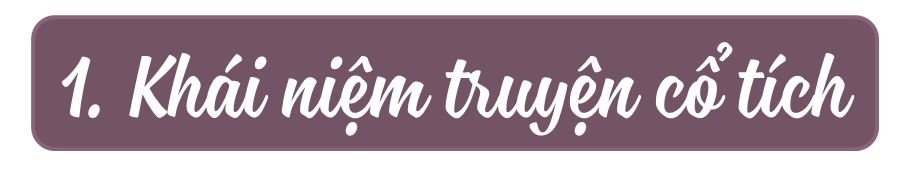 1. Khái niệm truyện cổ tích